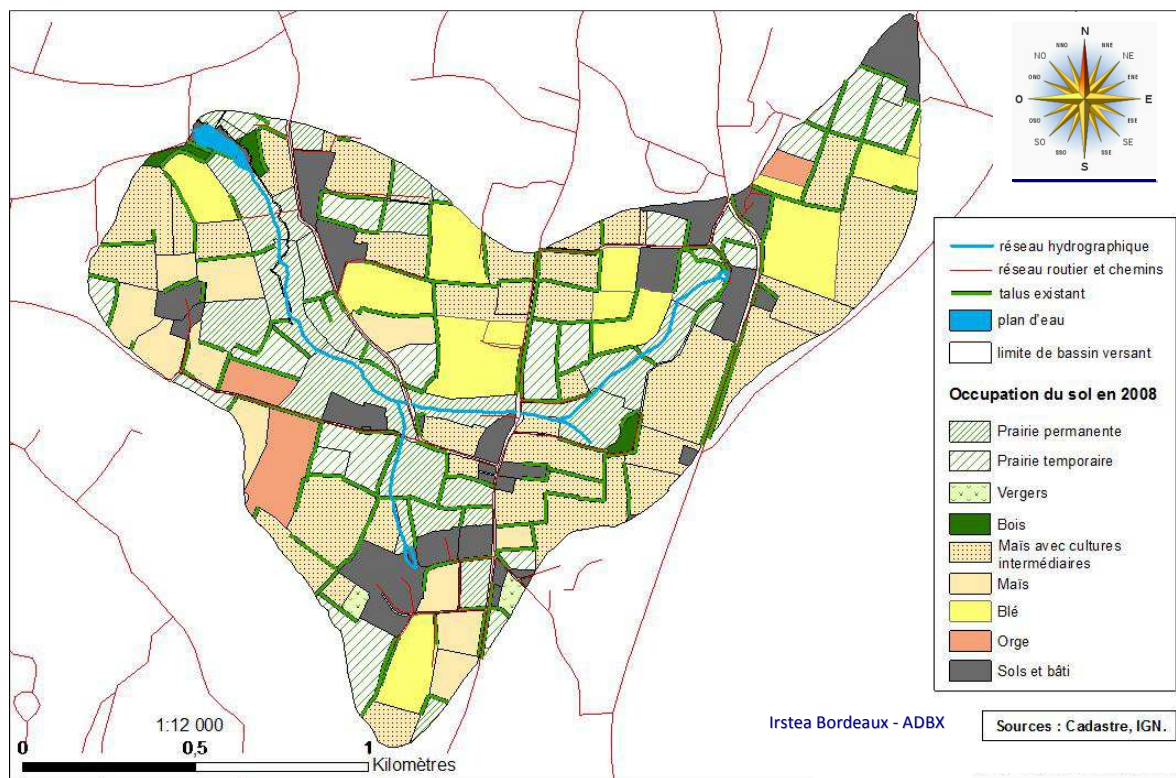 N
NNO
NNE
NO
NE
ONO
ENE
O
E
OSO
ESE
SO
SE
SSO
SSE
S
réseau hydrographique
réseau routier et chemins
talus existant
plan d'eau
limite de bassin versant
Occupation du sol en 2008
Prairie permanente
Prairie temporaire
Vergers
Bois
Maïs avec cultures
intermédiaires
Maïs
Blé
Orge
Sols et bâti
1:12 000
0
0,5
1
Kilomètres
Irstea Bordeaux - ADBX
Sources : Cadastre, IGN.